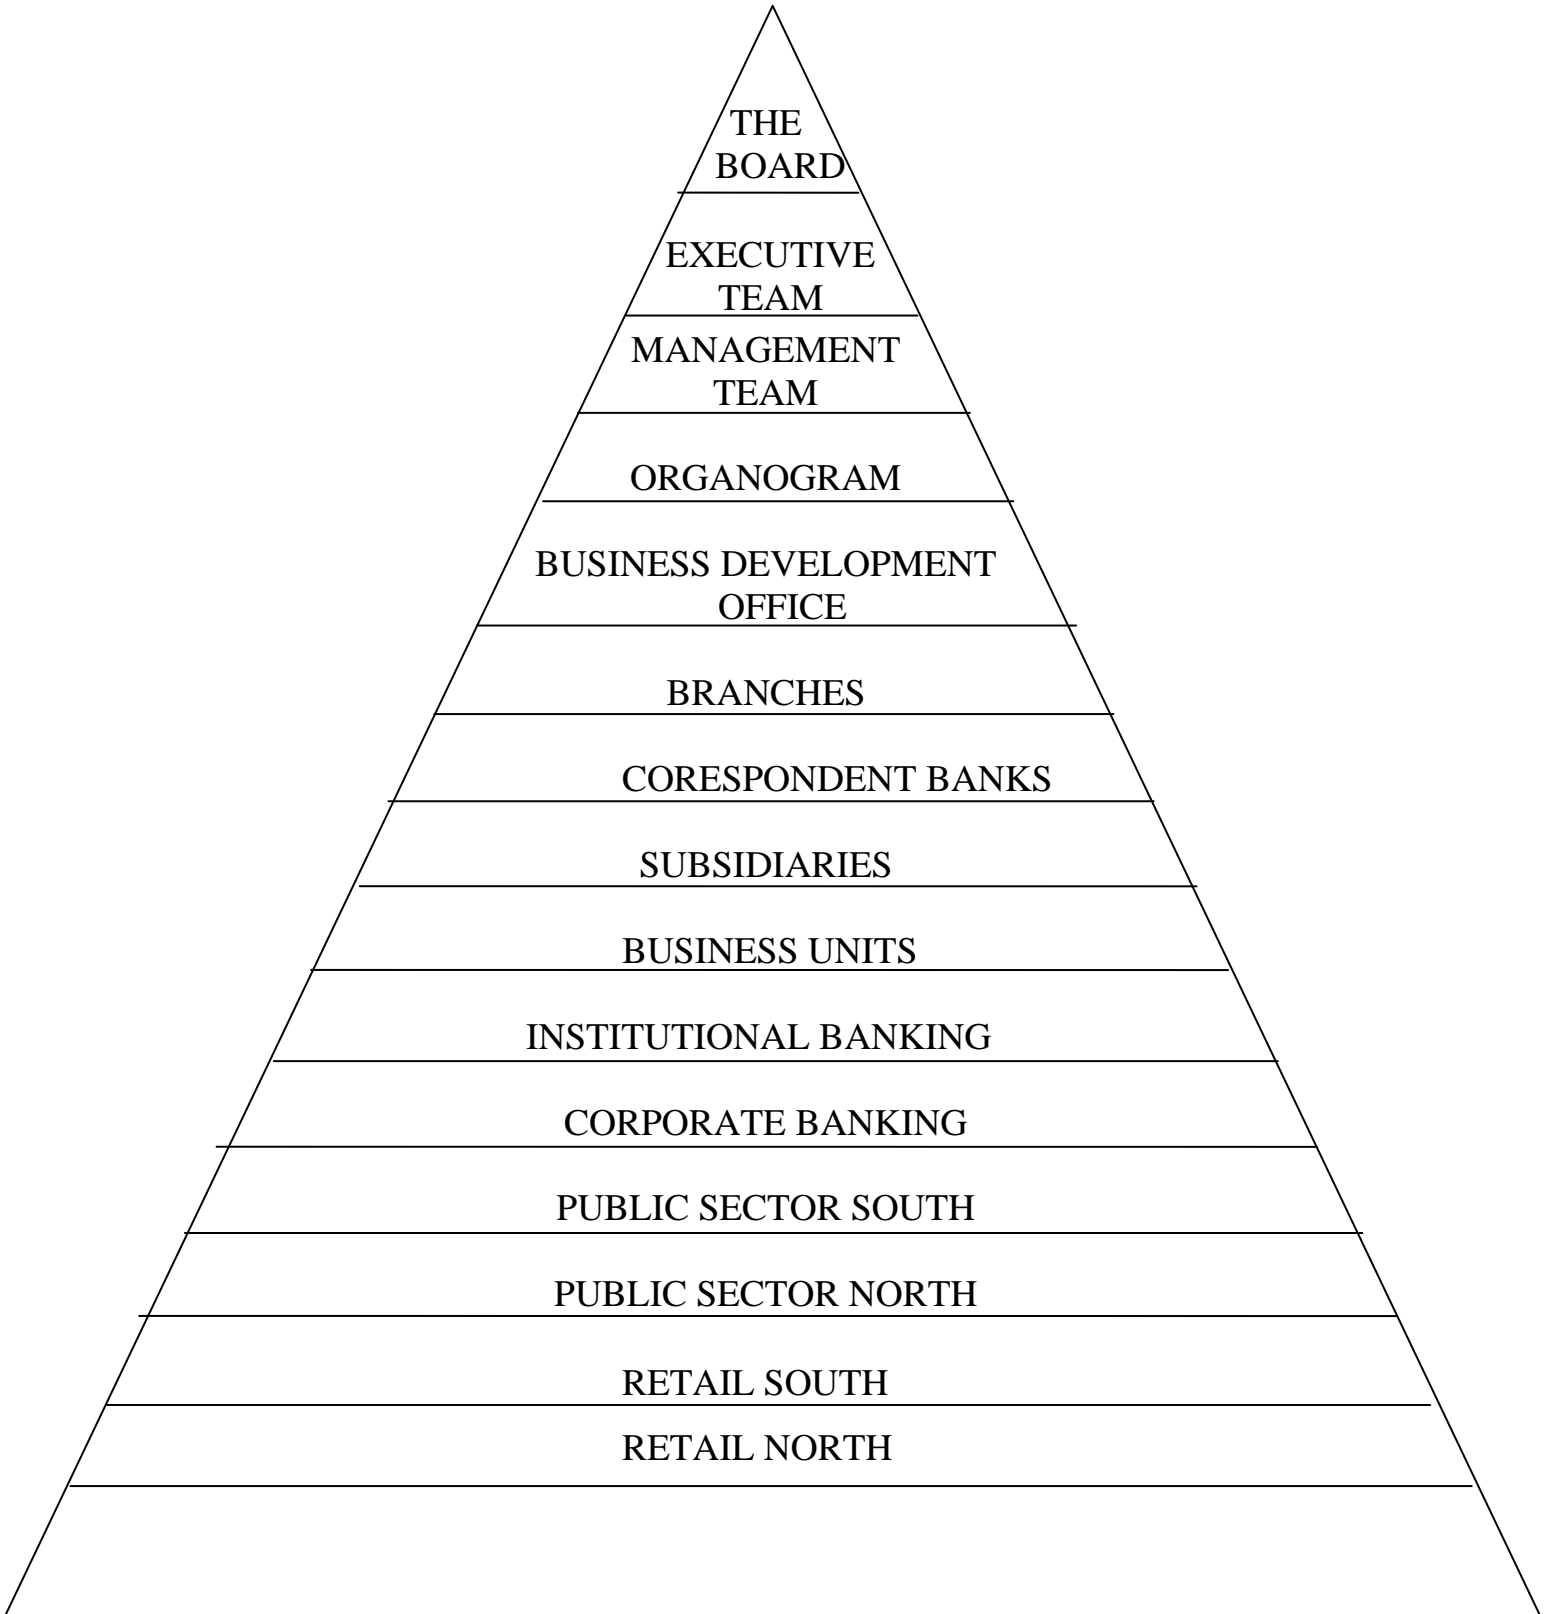 THE
BOARD
EXECUTIVE
TEAM
MANAGEMENT
TEAM
ORGANOGRAM
BUSINESS DEVELOPMENT
OFFICE
BRANCHES
CORESPONDENT BANKS
SUBSIDIARIES
BUSINESS UNITS
INSTITUTIONAL BANKING
CORPORATE BANKING
PUBLIC SECTOR SOUTH
PUBLIC SECTOR NORTH
RETAIL SOUTH
RETAIL NORTH